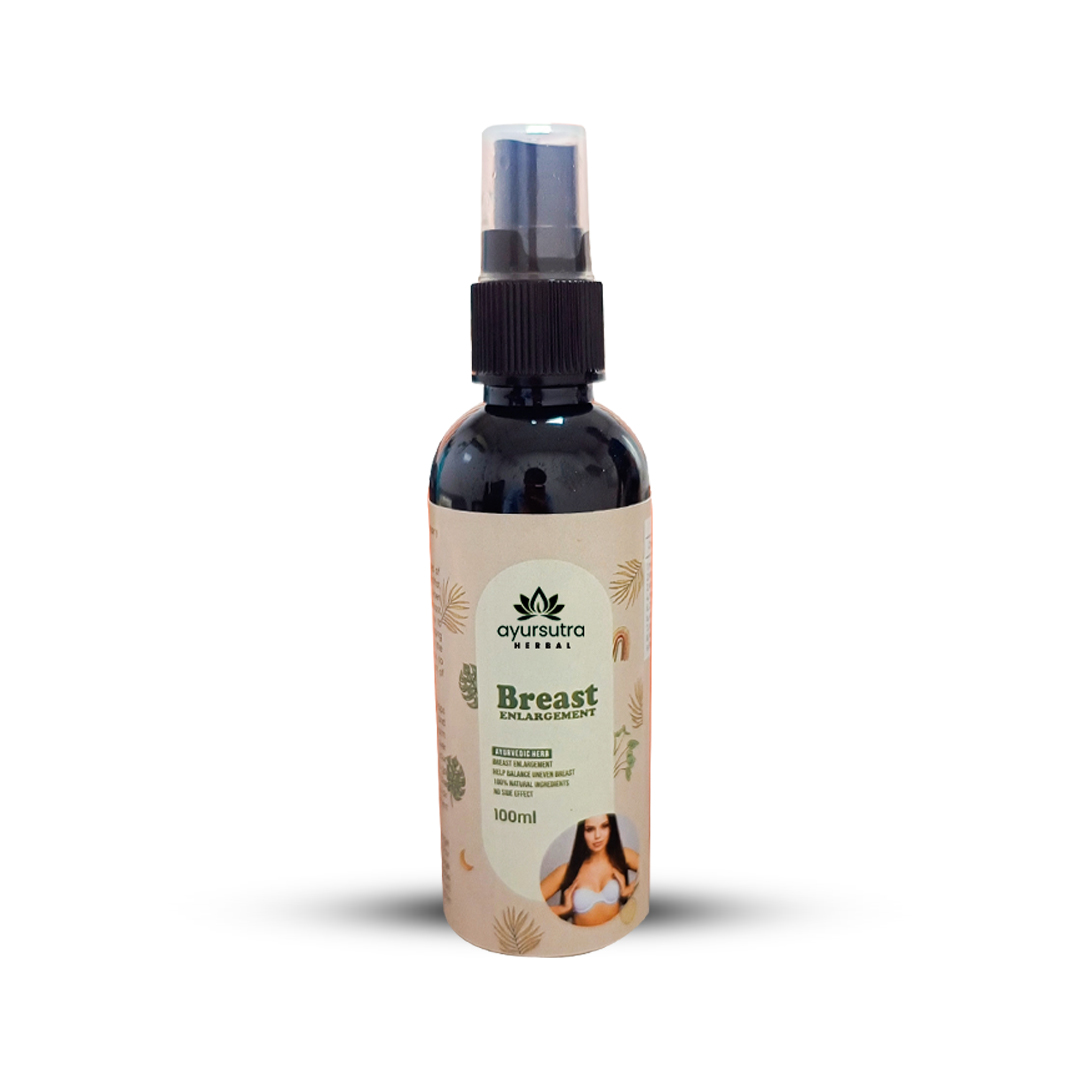 ayursutra
HERBAL
Breast
ENLARGEMENT
AYURVEDIC HERB
BREAST ENLARGEMENT
HELP BALANCE UNEVEN BREAST
100% NATURAL INGREDIENTS
NO SIDE EFFECT
100ml